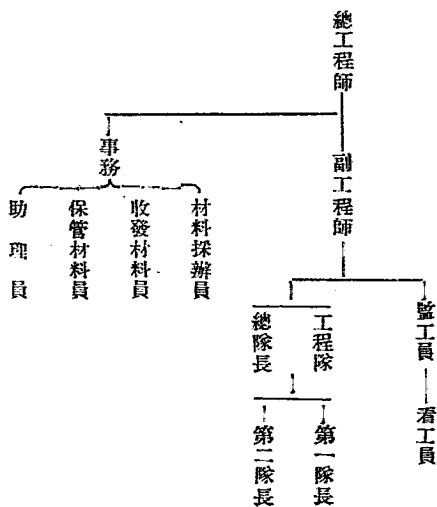 總工程師
副工程師
監工員
看工員
工程隊
總隊長
第一隊長
第二隊長
事務
材料採辦員
收發材料員
保管材料員
助理員